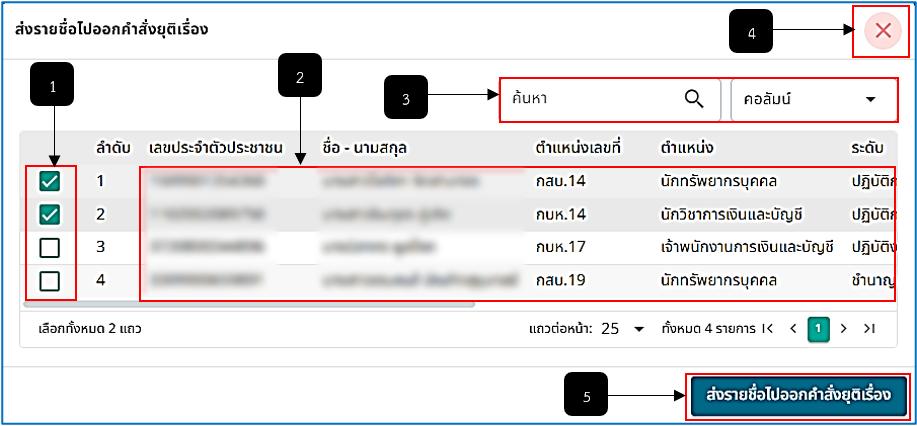 ส่งรายชื่อไปออกคำสั่งยุติเรื่อง
4
1
2
3
ค้นหา
คอลัมน์
ลำดับ เลขประจำตัวประชาชน ชื่อ - นามสกุล ตำแหน่งเลขที่ ตำแหน่ง ระดับ
1 กสบ.14 นักทรัพยากรบุคคล ปฏิบัติก
2 กบห.14 นักวิชาการเงินและบัญชี ปฏิบัติก
3 กบห.17 เจ้าพนักงานการเงินและบัญชี ปฏิบัติง
4 กสบ.19 นักทรัพยากรบุคคล ชำนาญ
เลือกทั้งหมด 2 แถว แถวต่อหน้า: 25 ทั้งหมด 4 รายการ 1
5
ส่งรายชื่อไปออกคำสั่งยุติเรื่อง